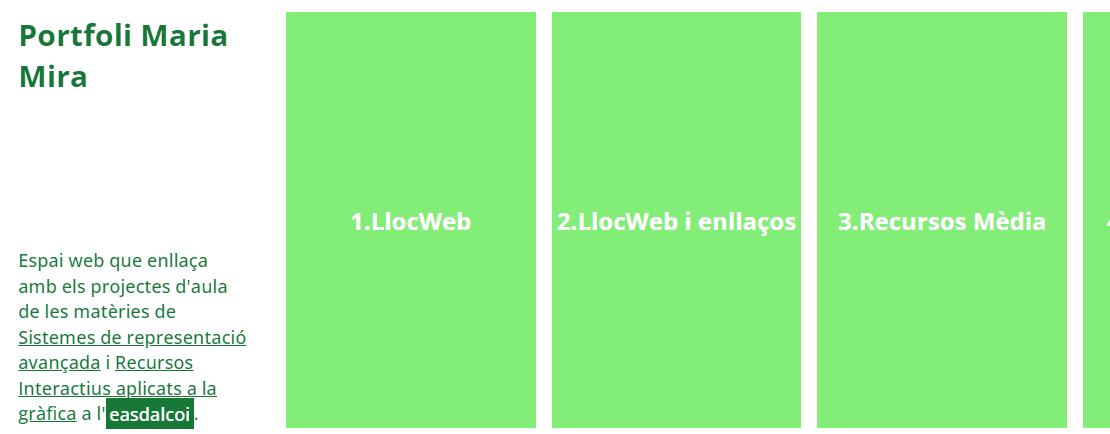 Portfoli Maria
Mira
1.LlocWeb
2.LlocWeb i enllaços
3.Recursos Mèdia
Espai web que enllaça
amb els projectes d'aula
de les matèries de
Sistemes de representació
avançada i Recursos
Interactius aplicats a la
gràfica a l'easdalcoi.